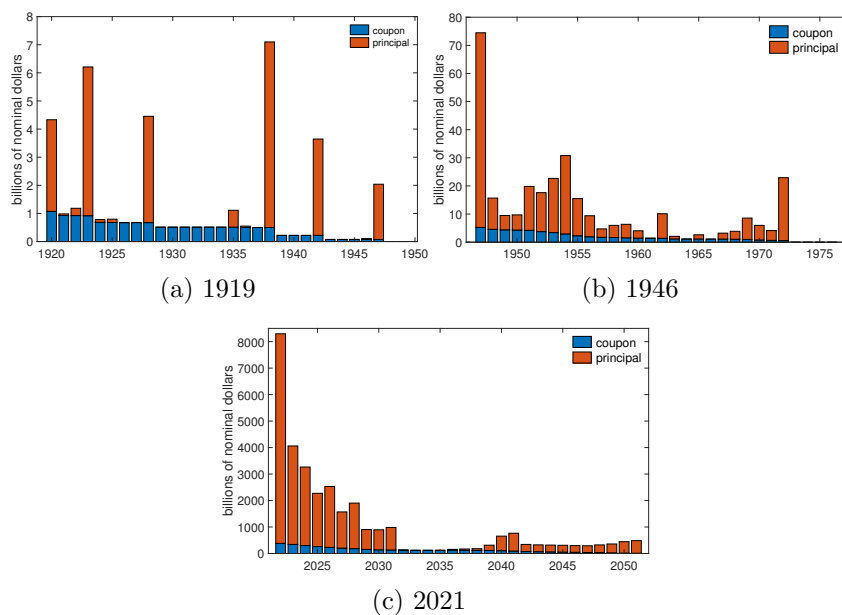 8
7
6
5
4
3
2
1
0
billions of nominal dollars
coupon
principal
1920 1925 1930 1935 1940 1945 1950
(a) 1919
80
70
60
50
40
30
20
10
0
billions of nominal dollars
coupon
principal
1950 1955 1960 1965 1970 1975
(b) 1946
8000
7000
6000
5000
4000
3000
2000
1000
0
billions of nominal dollars
coupon
principal
2025 2030 2035 2040 2045 2050
(c) 2021